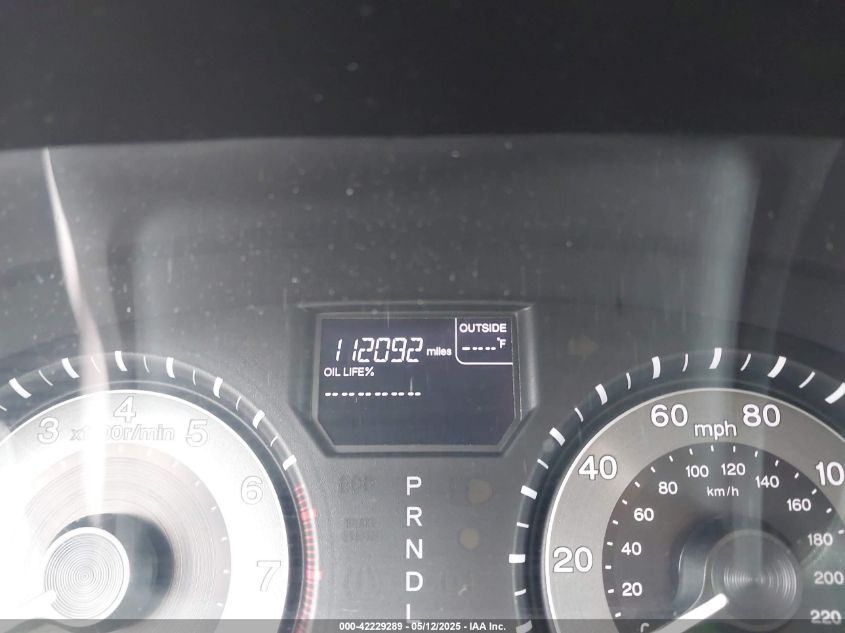 OUTSIDE
-----°F
112092 miles
OIL LIFE%
----------
3 4 5 6 7
x1000r/min
P
R
N
D
L
20 40 60 80
mph
20 40 60 80 100 120 140 160 180 200 220
km/h
C
000-42229289 - 05/12/2025 - IAA Inc.